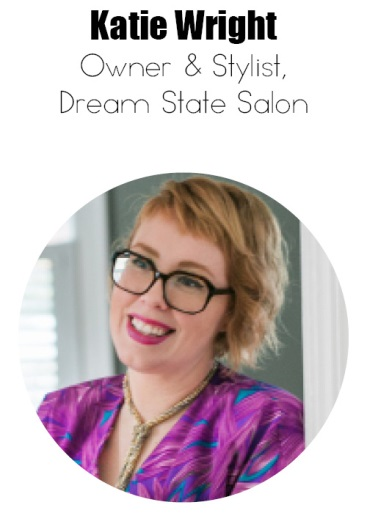 Katie Wright
Owner & Stylist,
Dream State Salon